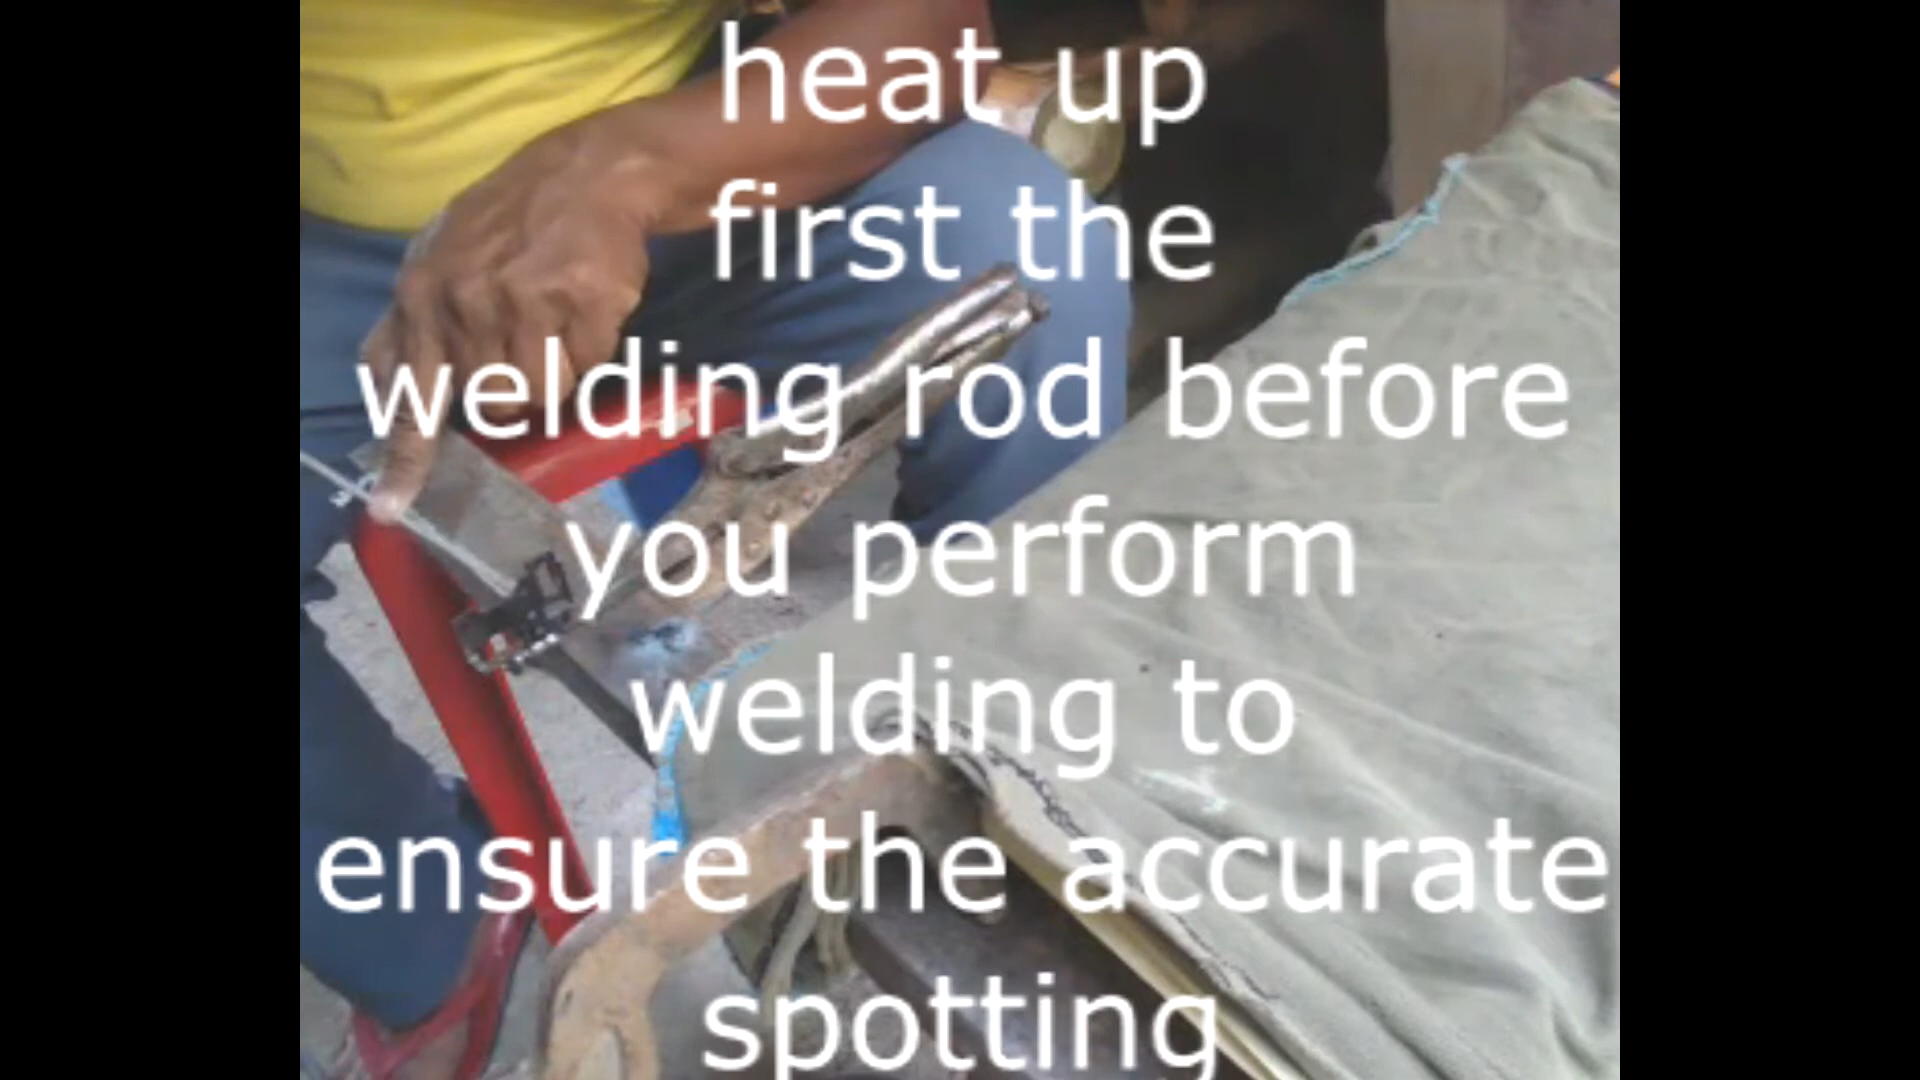 heat up
first the
welding rod before
you perform
welding to
ensure the accurate
spotting